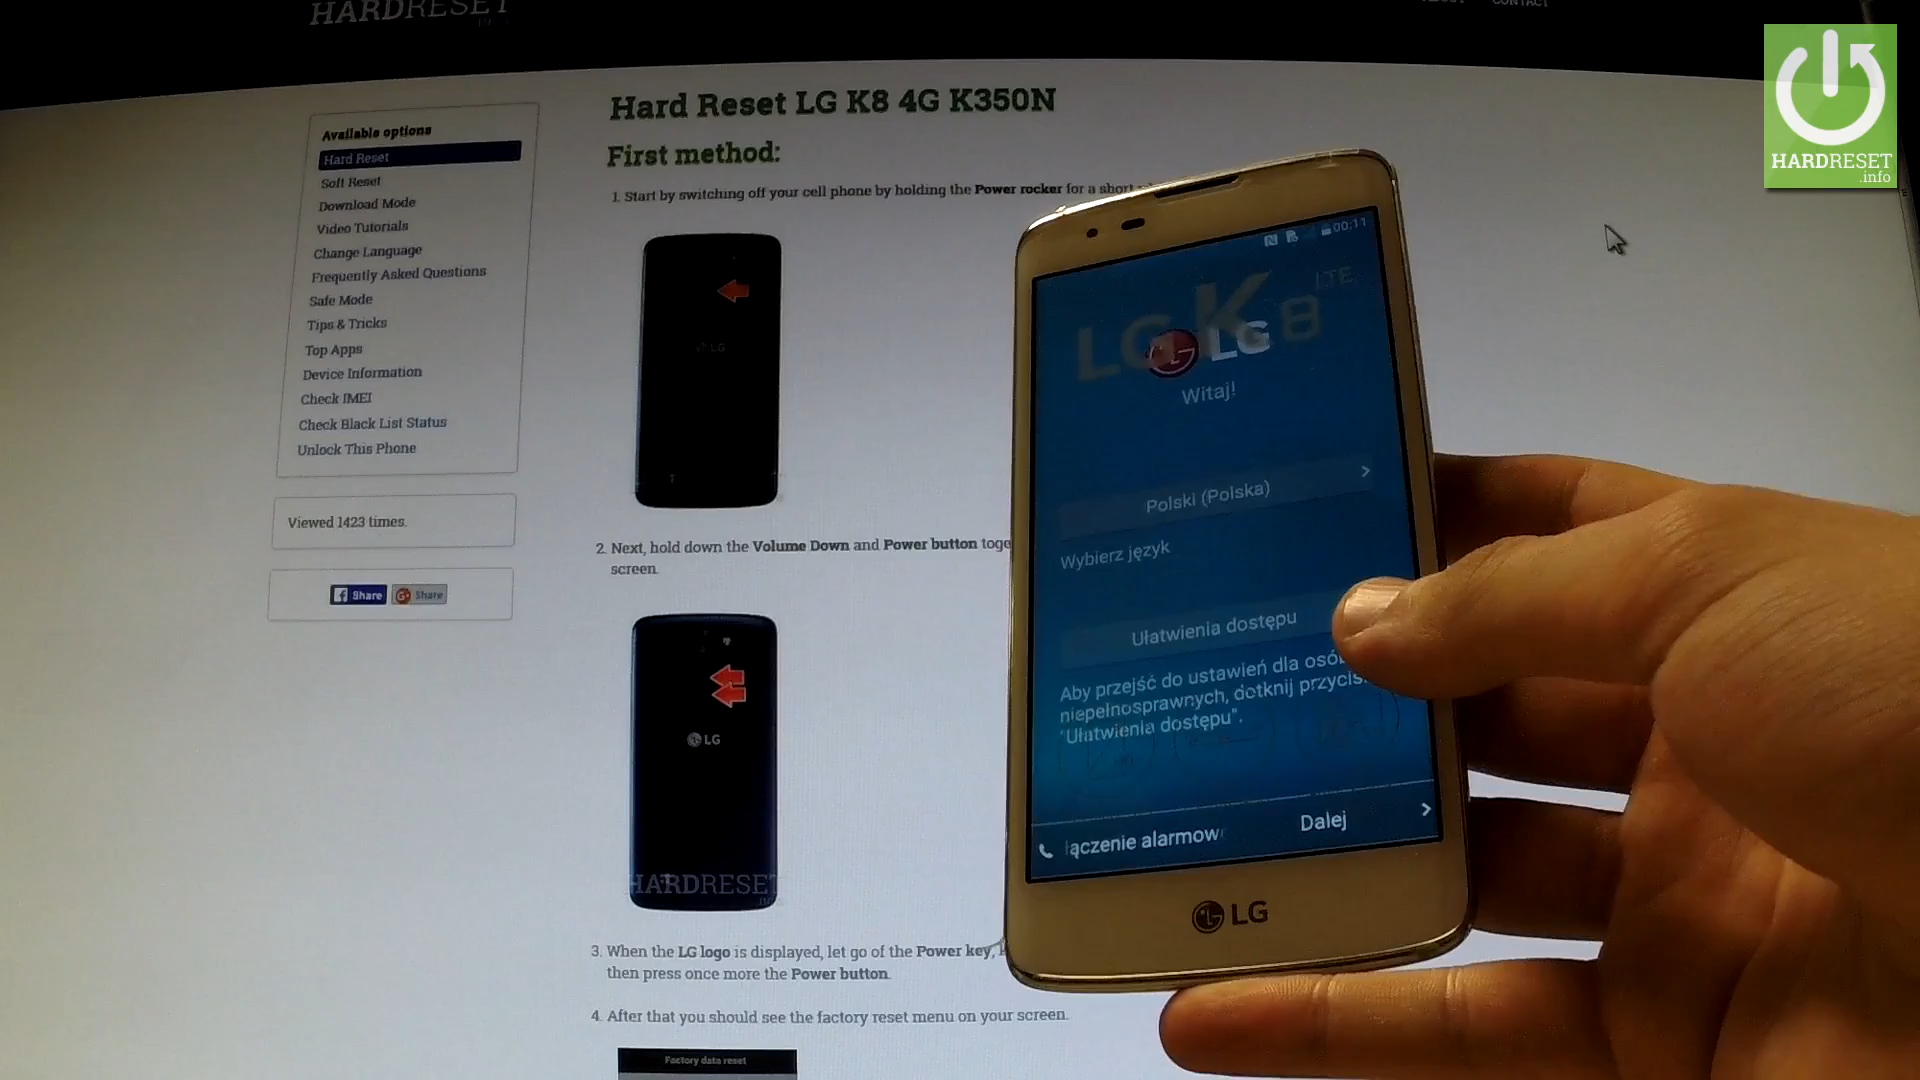 HARDRESET
CONTACT
HARDRESET
.info
Available options
Hard Reset
Soft Reset
Download Mode
Video Tutorials
Change Language
Frequently Asked Questions
Safe Mode
Tips & Tricks
Top Apps
Device Information
Check IMEI
Check Black List Status
Unlock This Phone
Viewed 1423 times.
Share
Share
Hard Reset LG K8 4G K350N
First method:
1. Start by switching off your cell phone by holding the Power rocker for a short
LG
2. Next, hold down the Volume Down and Power button toge
screen.
LG
HARDRESET
3. When the LG logo is displayed, let go of the Power key,
then press once more the Power button.
4. After that you should see the factory reset menu on your screen.
Factory data reset
00:11
LG K8 LTE
LG
Witaj!
Polski (Polska)
Wybierz język
Ułatwienia dostępu
Aby przejść do ustawień dla osó
niepełnosprawnych, dotknij przycis
"Ułatwienia dostępu".
ączenie alarmow
Dalej
LG